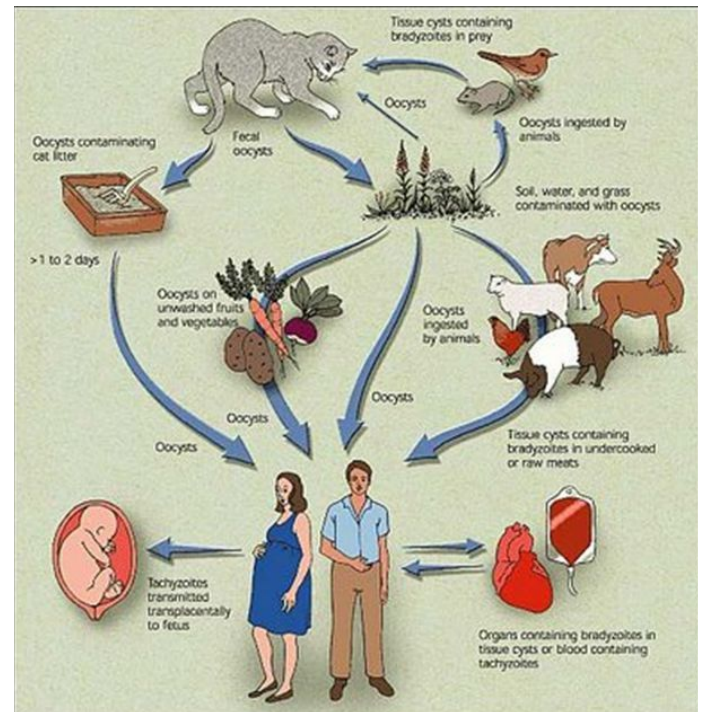 Tissue cysts containing
bradyzoites in prey
Oocysts
Oocysts ingested by
animals
Fecal
oocysts
Oocysts contaminating
cat litter
Soil, water, and grass
contaminated with oocysts
>1 to 2 days
Oocysts on
unwashed fruits
and vegetables
Oocysts
ingested
by animals
Oocysts
Oocysts
Oocysts
Tissue cysts containing
bradyzoites in undercooked
or raw meats
Tachyzoites
transmitted
transplacentally
to fetus
Organs containing bradyzoites in
tissue cysts or blood containing
tachyzoites